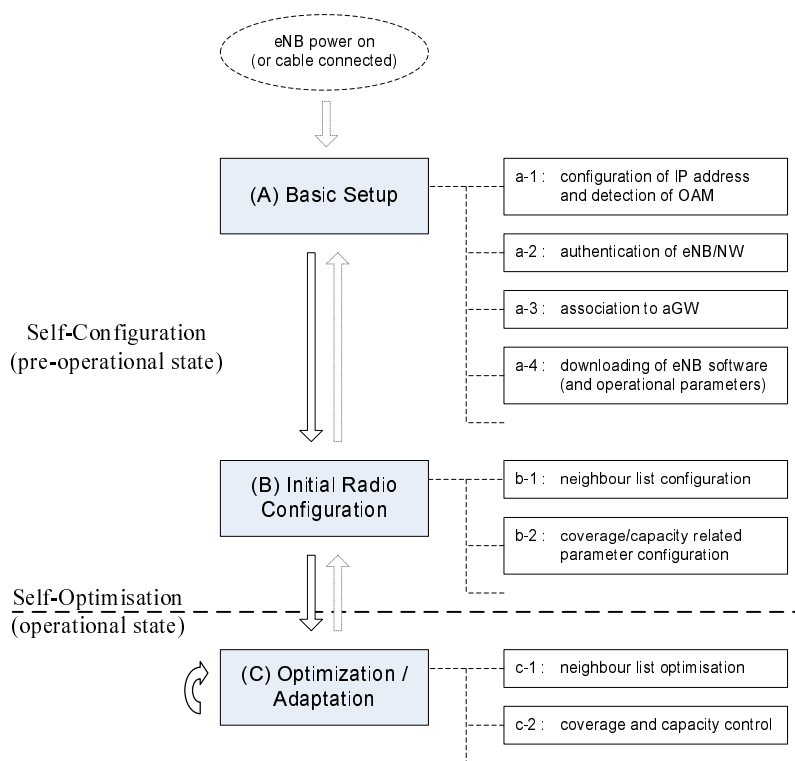 eNB power on
(or cable connected)
(A) Basic Setup
a-1 : configuration of IP address
and detection of OAM
a-2 : authentication of eNB/NW
a-3 : association to aGW
a-4 : downloading of eNB software
(and operational parameters)
Self-Configuration
(pre-operational state)
(B) Initial Radio
Configuration
b-1 : neighbour list configuration
b-2 : coverage/capacity related
parameter configuration
Self-Optimisation
(operational state)
(C) Optimization /
Adaptation
c-1 : neighbour list optimisation
c-2 : coverage and capacity control